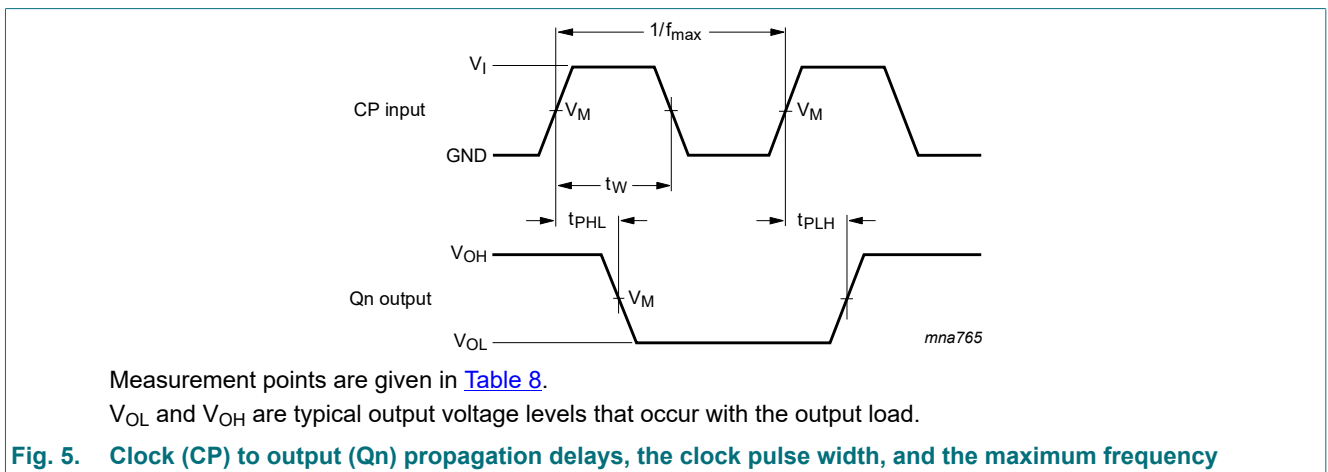 1/fmax
VI
CP input
VM
VM
GND
tW
tPHL
tPLH
VOH
Qn output
VM
VOL
mna765
Measurement points are given in Table 8.
VOL and VOH are typical output voltage levels that occur with the output load.
Fig. 5. Clock (CP) to output (Qn) propagation delays, the clock pulse width, and the maximum frequency